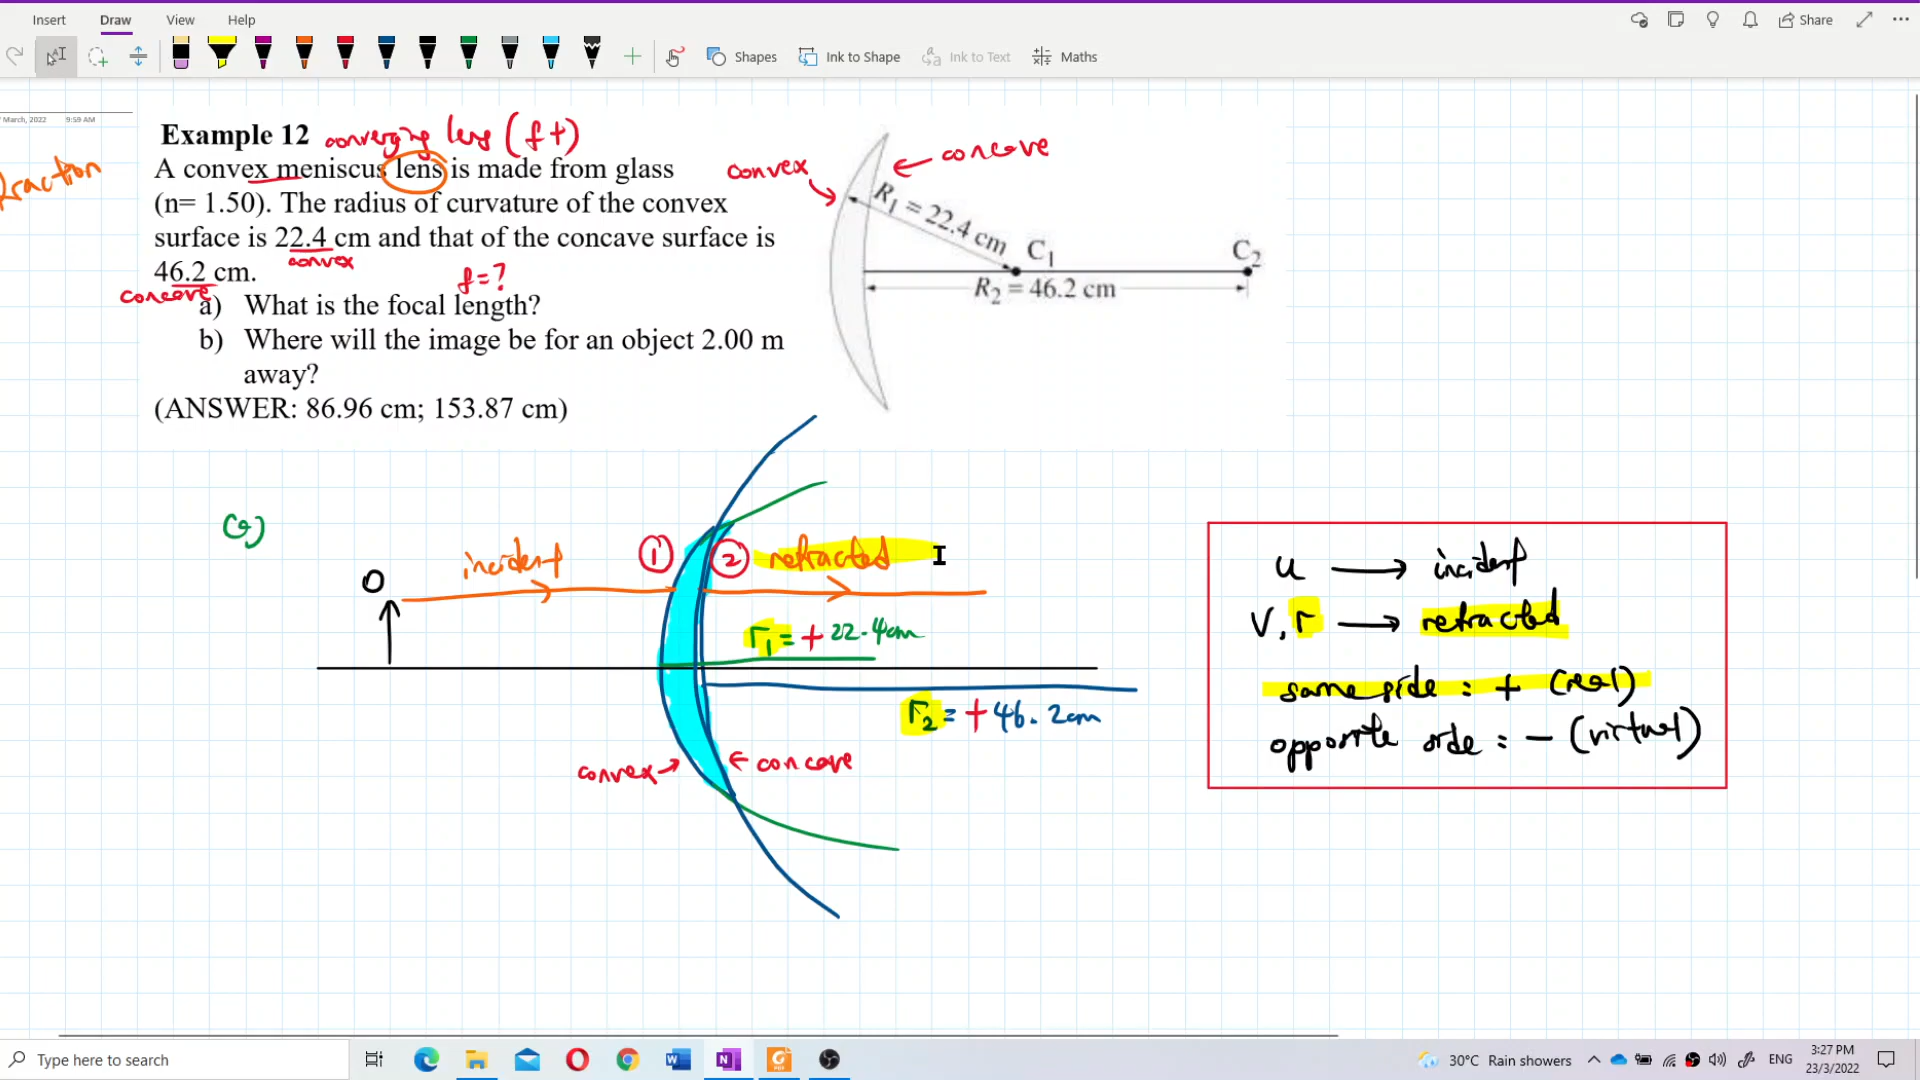 Insert Draw View Help
Share
Shapes Ink to Shape Ink to Text Maths
March, 2022 9:59 AM
Example 12 converging lens (f+)
A convex meniscus lens is made from glass
(n= 1.50). The radius of curvature of the convex
surface is 22.4 cm and that of the concave surface is
convex
46.2 cm.
concave
f=?
a) What is the focal length?
b) Where will the image be for an object 2.00 m
away?
(ANSWER: 86.96 cm; 153.87 cm)
convex
concave
R1 = 22.4 cm
C1
C2
R2 = 46.2 cm
(a)
O
incident
1
2
refracted
r1 = + 22.4cm
r2 = + 46.2cm
convex
concave
u → incident
v, r → refracted
same side : + (real)
opposite side : − (virtual)
Type here to search
30°C Rain showers
ENG
3:27 PM
23/3/2022